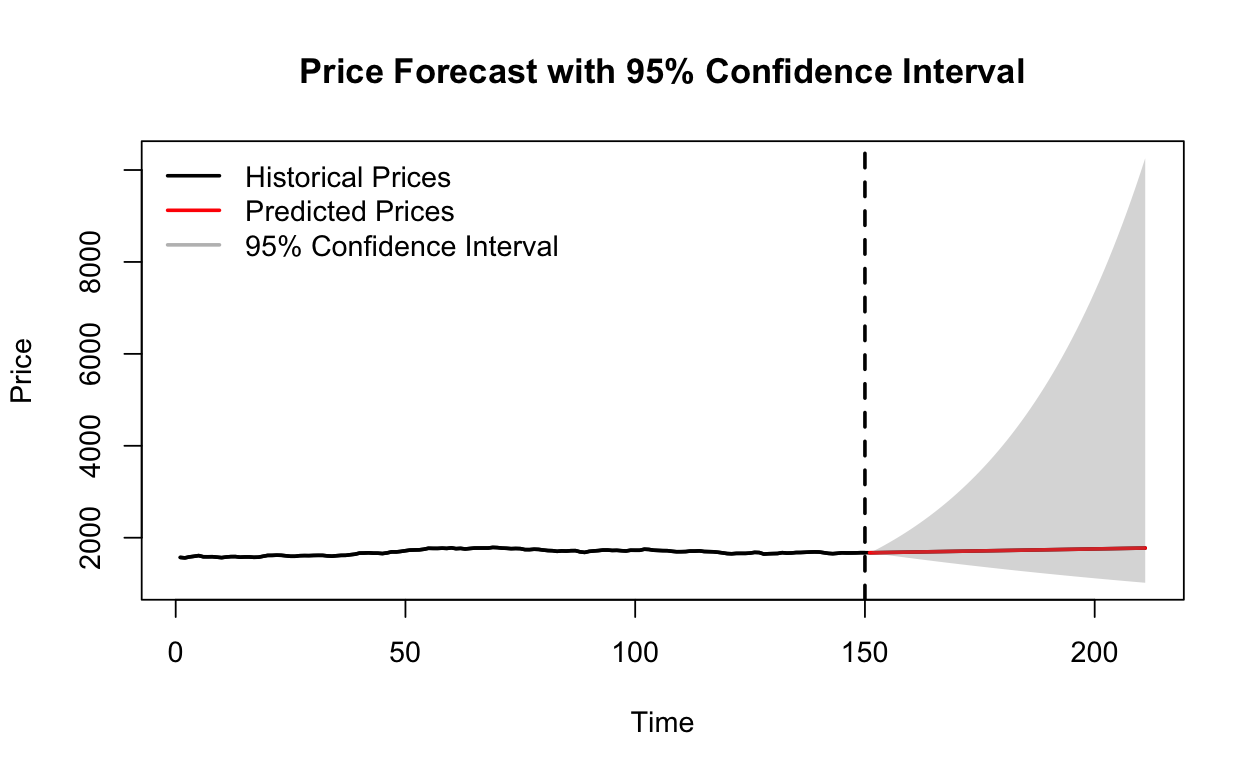 Price Forecast with 95% Confidence Interval
Historical Prices
Predicted Prices
95% Confidence Interval
8000
6000
4000
2000
Price
0 50 100 150 200
Time